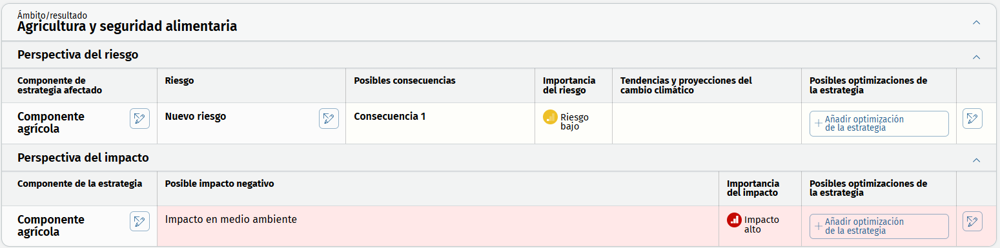 Ámbito/resultado
Agricultura y seguridad alimentaria
Perspectiva del riesgo
Componente de
estrategia afectado
Riesgo
Posibles consecuencias
Importancia
del riesgo
Tendencias y proyecciones del
cambio climático
Posibles optimizaciones de
la estrategia
Componente
agrícola
Nuevo riesgo
Consecuencia 1
Riesgo
bajo
+ Añadir optimización
de la estrategia
Perspectiva del impacto
Componente de la estrategia
Posible impacto negativo
Importancia
del impacto
Posibles optimizaciones de
la estrategia
Componente
agrícola
Impacto en medio ambiente
Impacto
alto
+ Añadir optimización
de la estrategia